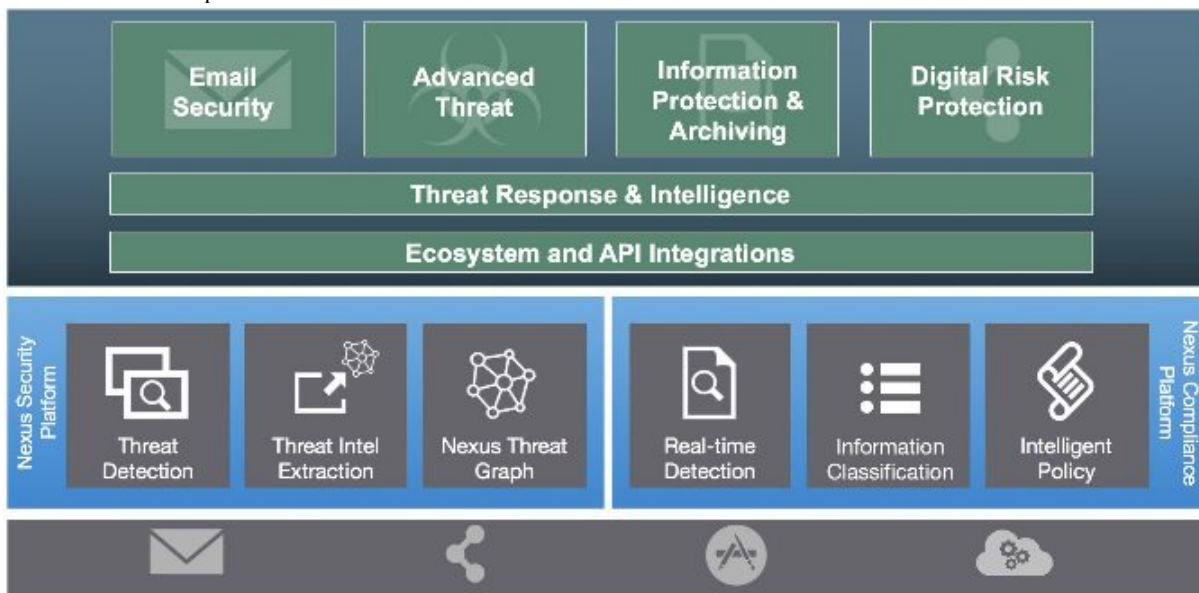 Email
Security
Advanced
Threat
Information
Protection &
Archiving
Digital Risk
Protection
Threat Response & Intelligence
Ecosystem and API Integrations
Nexus Security
Platform
Threat
Detection
Threat Intel
Extraction
Nexus Threat
Graph
Real-time
Detection
Information
Classification
Intelligent
Policy
Nexus Compliance
Platform